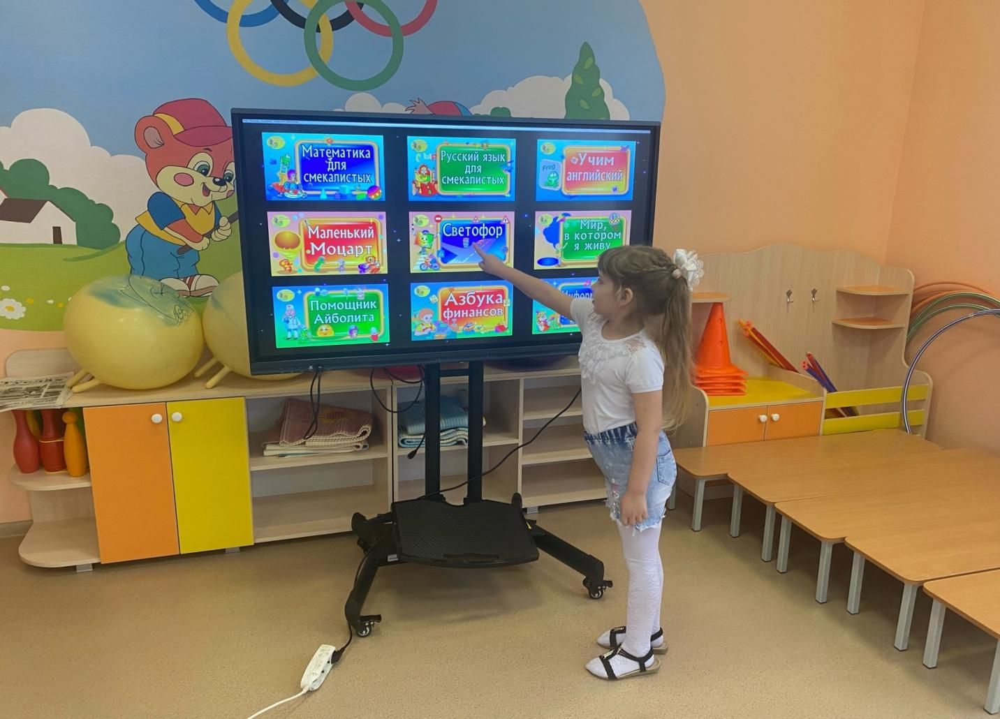 Математика
для
смекалистых
Русский язык
для
смекалистых
Frog
Учим
английский
Маленький
Моцарт
Светофор
Мир,
в котором
я живу
Помощник
Айболита
Азбука
финансов